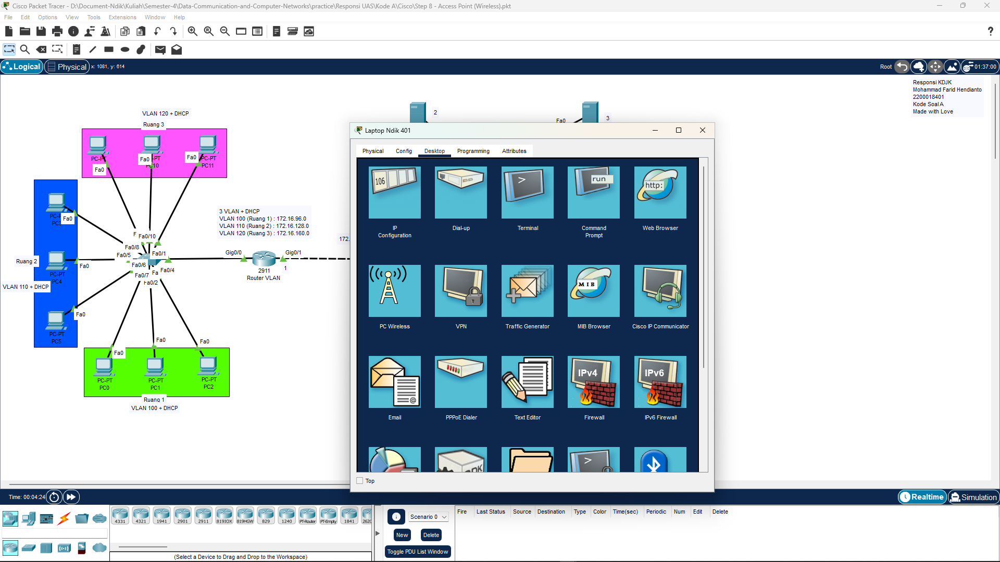 Cisco Packet Tracer - D:\Document-Ndik\Kuliah\Semester-4\Data-Communication-and-Computer-Networks\practice\Responsi UAS\Kode A\Cisco\Step 8 - Access Point (Wireless).pkt
File Edit Options View Tools Extensions Window Help
Logical Physical x: 1081, y: 614
Root 01:37:00
Responsi KDJK
Mohammad Farid Hendianto
2200018401
Kode Soal A
Made with Love
VLAN 120 + DHCP
Ruang 3
PC-PT
Fa0
Fa0
Fa0
PC-PT
PC11
2
3
Fa0
Fa0
PC-PT
PC4
Fa0
Ruang 2
VLAN 110 + DHCP
PC-PT
PC5
Fa0
3 VLAN + DHCP
VLAN 100 (Ruang 1) : 172.16.96.0
VLAN 110 (Ruang 2) : 172.16.128.0
VLAN 120 (Ruang 3) : 172.16.160.0
172.
Fa0/10
Fa0/8
Fa0/5
Fa0/1
Fa0/6
Fa0/4
Fa0/7
Fa0/2
Gig0/0
Gig0/1
2911
Router VLAN
1
Fa0
Fa0
Fa0
PC-PT
PC0
PC-PT
PC1
PC-PT
PC2
Ruang 1
VLAN 100 + DHCP
Laptop Ndik 401
Physical Config Desktop Programming Attributes
106
>
run
http:
IP Configuration
Dial-up
Terminal
Command Prompt
Web Browser
MIB
PC Wireless
VPN
Traffic Generator
MIB Browser
Cisco IP Communicator
@
IPv4
IPv6
Email
PPPoE Dialer
Text Editor
Firewall
IPv6 Firewall
>
Top
Time: 00:04:24
Realtime Simulation
4331 4321 1941 2901 2911 819IOX 819HGW 829 1240 PT-Router PT-Empty 1841 2620
(Select a Device to Drag and Drop to the Workspace)
Scenario 0
New Delete
Toggle PDU List Window
Fire Last Status Source Destination Type Color Time(sec) Periodic Num Edit Delete